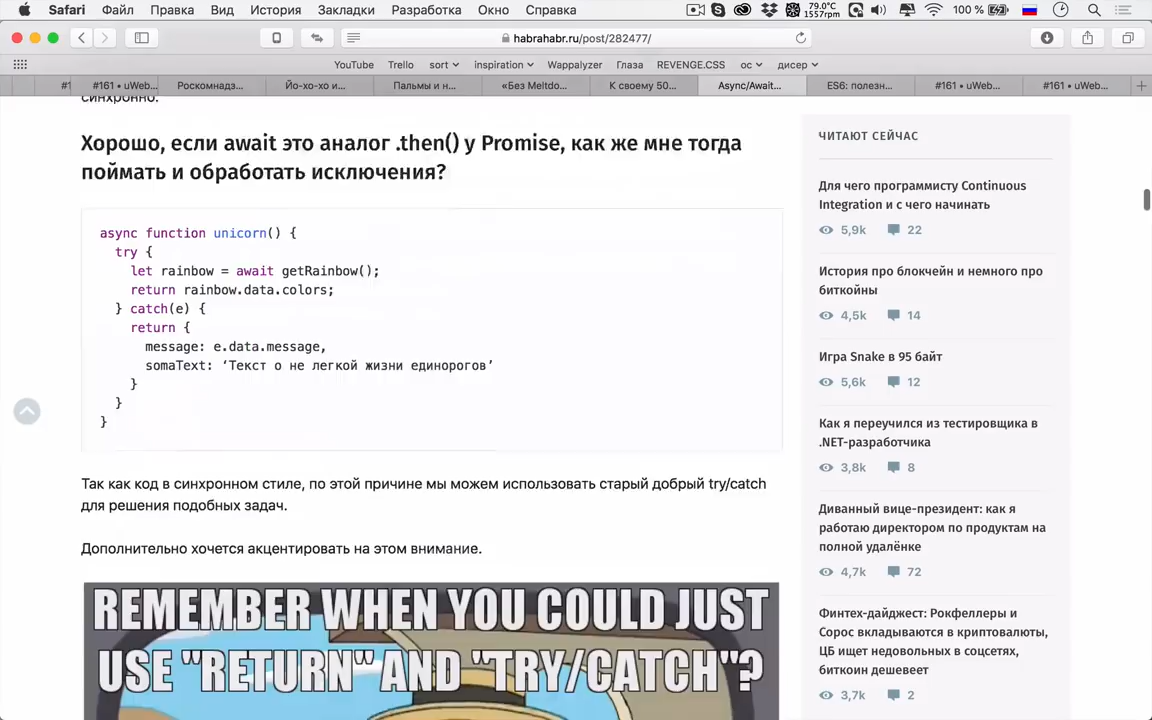 Safari Файл Правка Вид История Закладки Разработка Окно Справка
79.0°C
1557rpm
100 %
habrahabr.ru/post/282477/
YouTube Trello sort inspiration Wappalyzer Глаза REVENGE.CSS ос дисер
#1 #161 • uWeb... Роскомнадз... Йо-хо-хо и... Пальмы и н... «Без Meltdo... К своему 50... Async/Await... ES6: полезн... #161 • uWeb... #161 • uWeb...
синхронно.
Хорошо, если await это аналог .then() у Promise, как же мне тогда
поймать и обработать исключения?
async function unicorn() {
try {
let rainbow = await getRainbow();
return rainbow.data.colors;
} catch(e) {
return {
message: e.data.message,
somaText: ‘Текст о не легкой жизни единорогов’
}
}
}
Так как код в синхронном стиле, по этой причине мы можем использовать старый добрый try/catch
для решения подобных задач.
Дополнительно хочется акцентировать на этом внимание.
REMEMBER WHEN YOU COULD JUST
USE "RETURN" AND "TRY/CATCH"?
ЧИТАЮТ СЕЙЧАС
Для чего программисту Continuous
Integration и с чего начинать
5,9k 22
История про блокчейн и немного про
биткойны
4,5k 14
Игра Snake в 95 байт
5,6k 12
Как я переучился из тестировщика в
.NET-разработчика
3,8k 8
Диванный вице-президент: как я
работаю директором по продуктам на
полной удалёнке
4,7k 72
Финтех-дайджест: Рокфеллеры и
Сорос вкладываются в криптовалюты,
ЦБ ищет недовольных в соцсетях,
биткоин дешевеет
3,7k 2